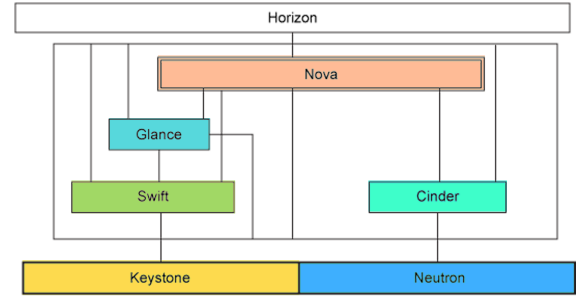 Horizon
Nova
Glance
Swift
Cinder
Keystone
Neutron